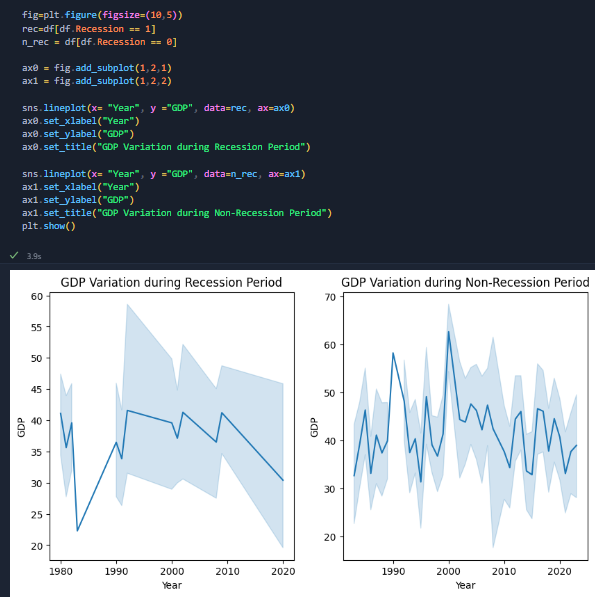 fig=plt.figure(figsize=(10,5))
rec=df[df.Recession == 1]
n_rec = df[df.Recession == 0]
ax0 = fig.add_subplot(1,2,1)
ax1 = fig.add_subplot(1,2,2)
sns.lineplot(x= "Year", y ="GDP", data=rec, ax=ax0)
ax0.set_xlabel("Year")
ax0.set_ylabel("GDP")
ax0.set_title("GDP Variation during Recession Period")
sns.lineplot(x= "Year", y ="GDP", data=n_rec, ax=ax1)
ax1.set_xlabel("Year")
ax1.set_ylabel("GDP")
ax1.set_title("GDP Variation during Non-Recession Period")
plt.show()
3.9s
GDP Variation during Recession Period
60
55
50
45
40
35
30
25
20
GDP
1980 1990 2000 2010 2020
Year
GDP Variation during Non-Recession Period
70
60
50
40
30
20
GDP
1990 2000 2010 2020
Year